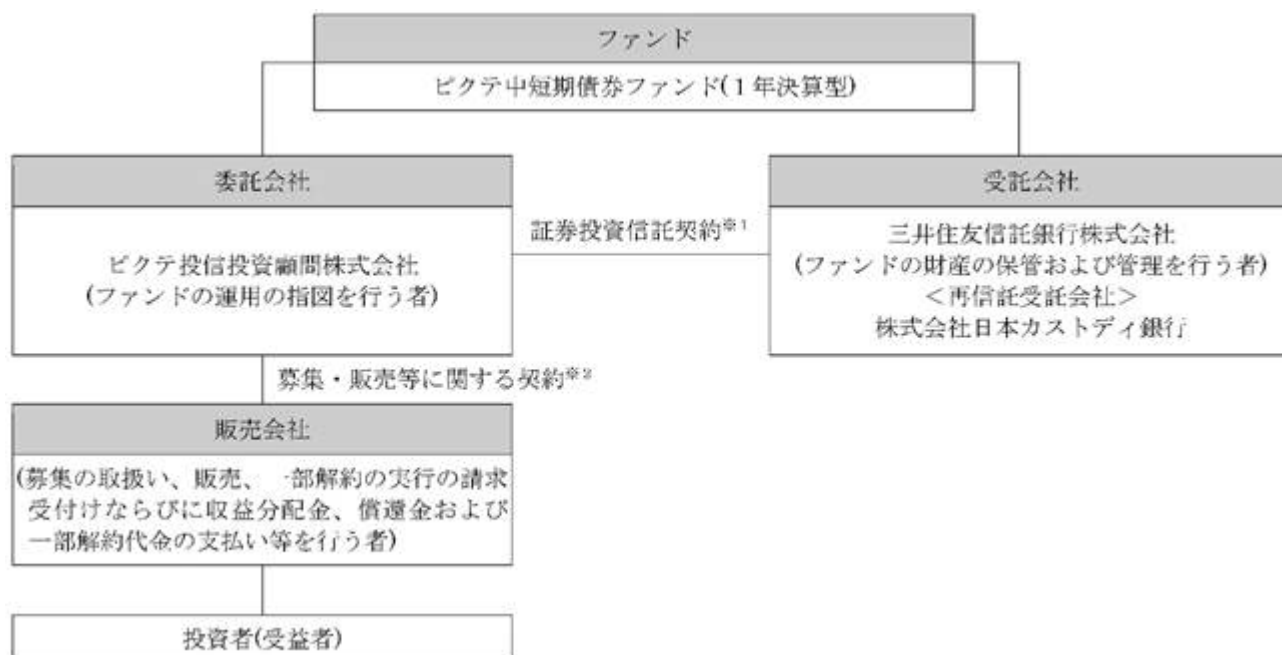 ファンド
ピクテ中短期債券ファンド(1年決算型)
委託会社
ピクテ投信投資顧問株式会社
(ファンドの運用の指図を行う者)
証券投資信託契約※1
受託会社
三井住友信託銀行株式会社
(ファンドの財産の保管および管理を行う者)
<再信託受託会社>
株式会社日本カストディ銀行
募集・販売等に関する契約※2
販売会社
(募集の取扱い、販売、一部解約の実行の請求
受付けならびに収益分配金、償還金および
一部解約代金の支払い等を行う者)
投資者(受益者)